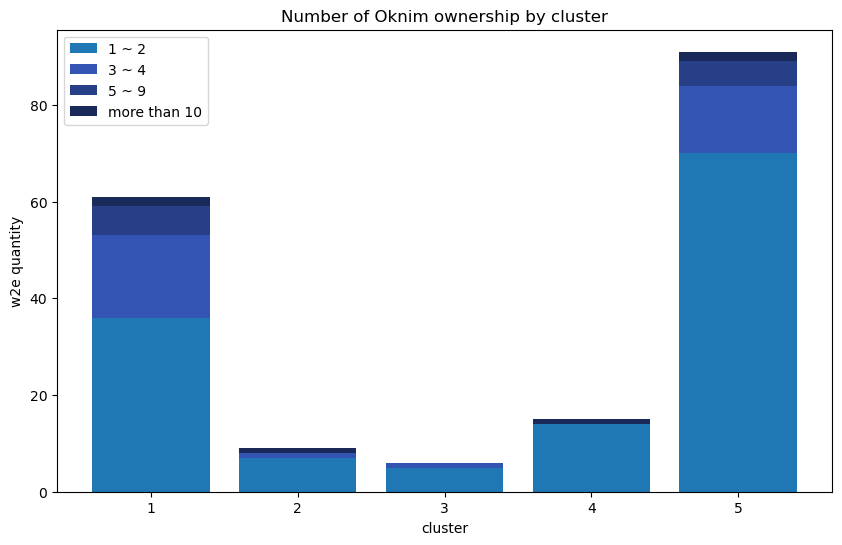 Number of Oknim ownership by cluster
1 ~ 2
3 ~ 4
5 ~ 9
more than 10
w2e quantity
80
60
40
20
0
1 2 3 4 5
cluster